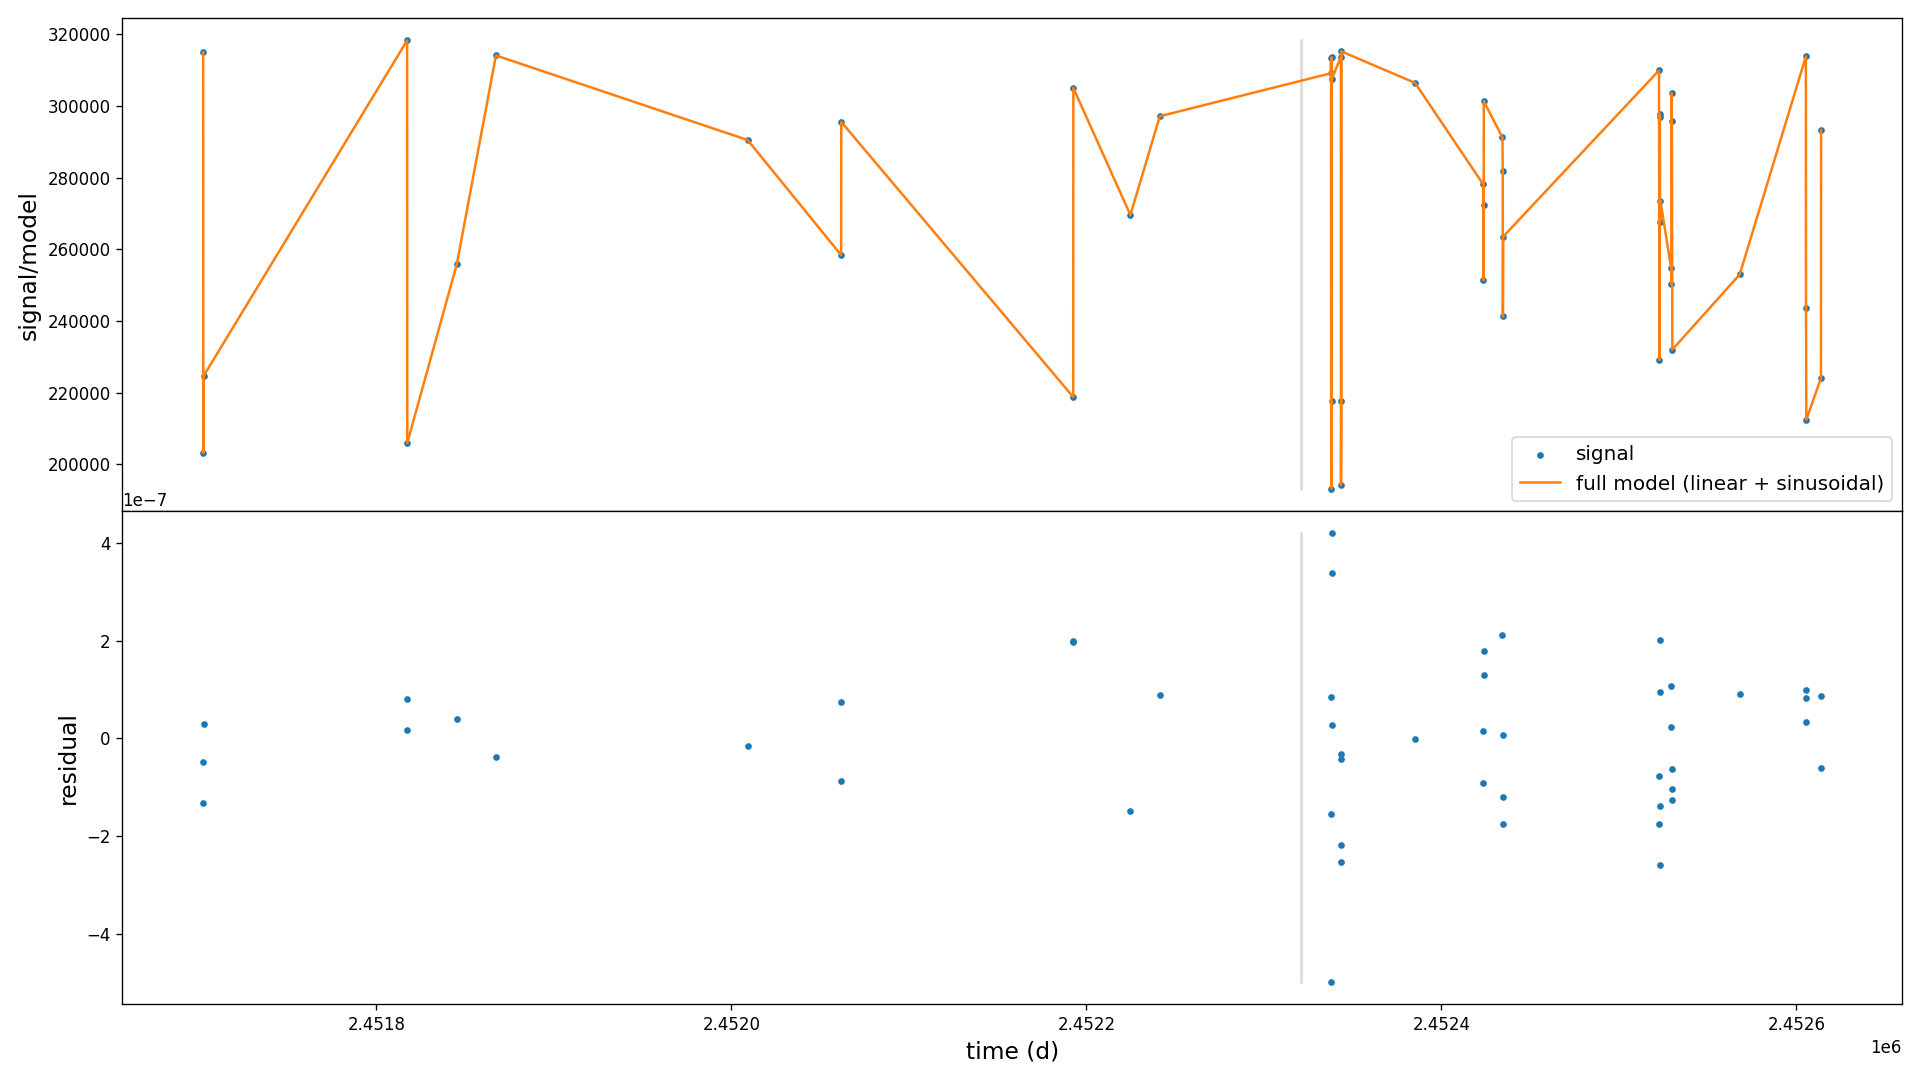 320000
300000
280000
260000
240000
220000
200000
signal/model
signal
full model (linear + sinusoidal)
1e−7
4
2
0
−2
−4
residual
2.4518
2.4520
2.4522
2.4524
2.4526
time (d)
1e6